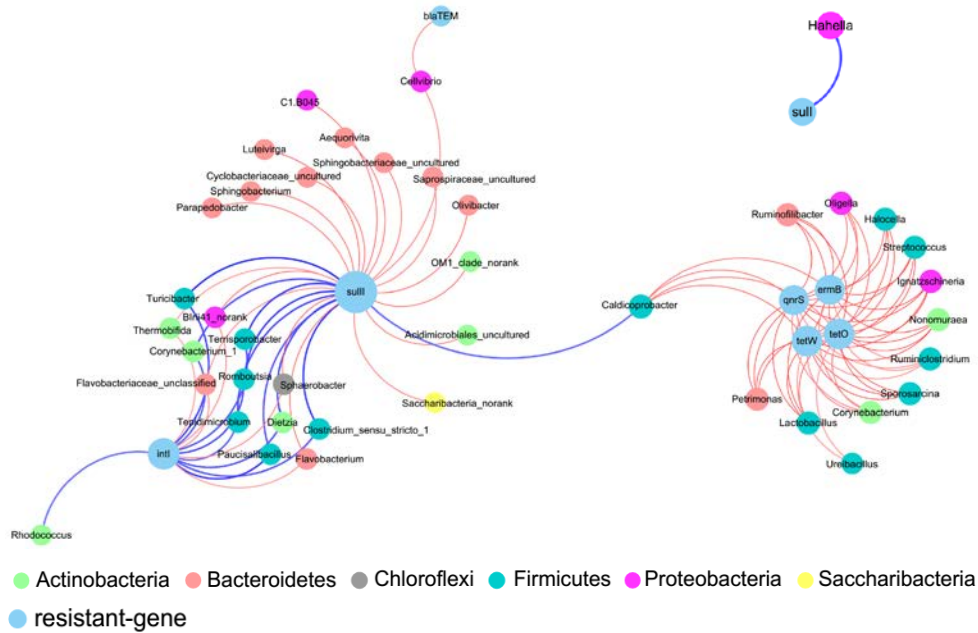 blaTEM
Hahella
Cellvibrio
C1.B045
sulI
Aequorivita
Luteivirga
Sphingobacteriaceae_uncultured
Cyclobacteriaceae_uncultured
Saprospiraceae_uncultured
Sphingobacterium
Parapedobacter
Olivibacter
Ruminofilibacter
Oligella
Halocella
Streptococcus
OM1_clade_norank
Ignatzschineria
sulII
ermB
qnrS
Turicibacter
Caldicoprobacter
Blrii41_norank
Nonomuraea
Thermobifida
Terrisporobacter
Acidimicrobiales_uncultured
tetO
tetW
Corynebacterium_1
Ruminiclostridium
Romboutsia
Flavobacteriaceae_unclassified
Sphaerobacter
Sporosarcina
Petrimonas
Saccharibacteria_norank
Corynebacterium
Tepidimicrobium
Dietzia
Lactobacillus
Clostridium_sensu_stricto_1
intI
Paucisalibacillus
Flavobacterium
Ureibacillus
Rhodococcus
Actinobacteria Bacteroidetes Chloroflexi Firmicutes Proteobacteria Saccharibacteria
resistant-gene